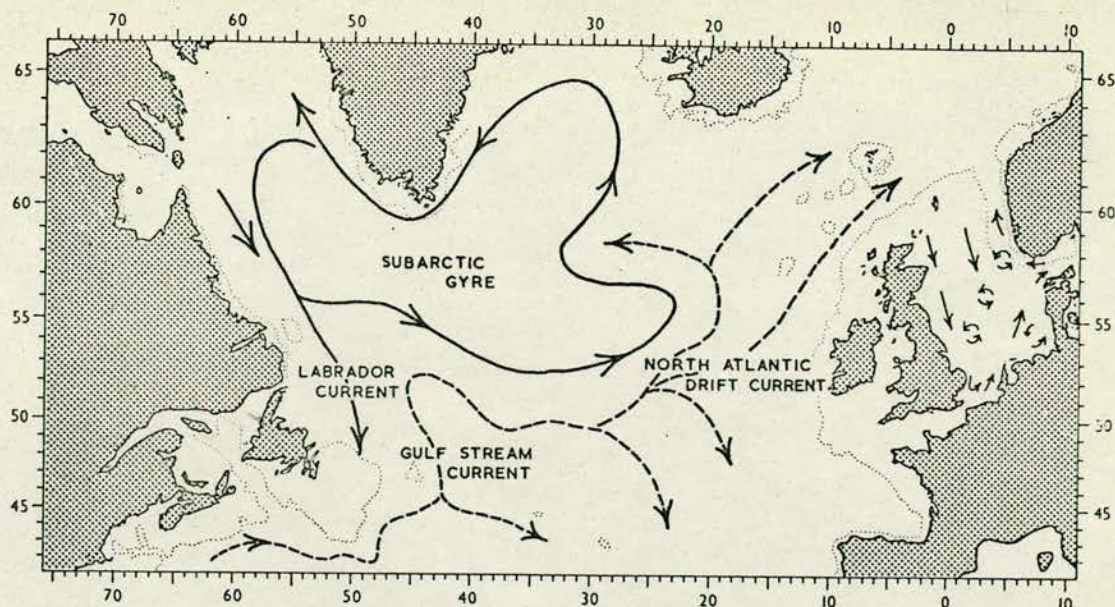 70 60 50 45 40 30 20 10 0 10
65 65
60 60
SUBARCTIC
GYRE
55 55
LABRADOR
CURRENT
NORTH ATLANTIC
DRIFT CURRENT
50 50
GULF STREAM
CURRENT
45 45
70 60 50 40 30 20 10 0 10